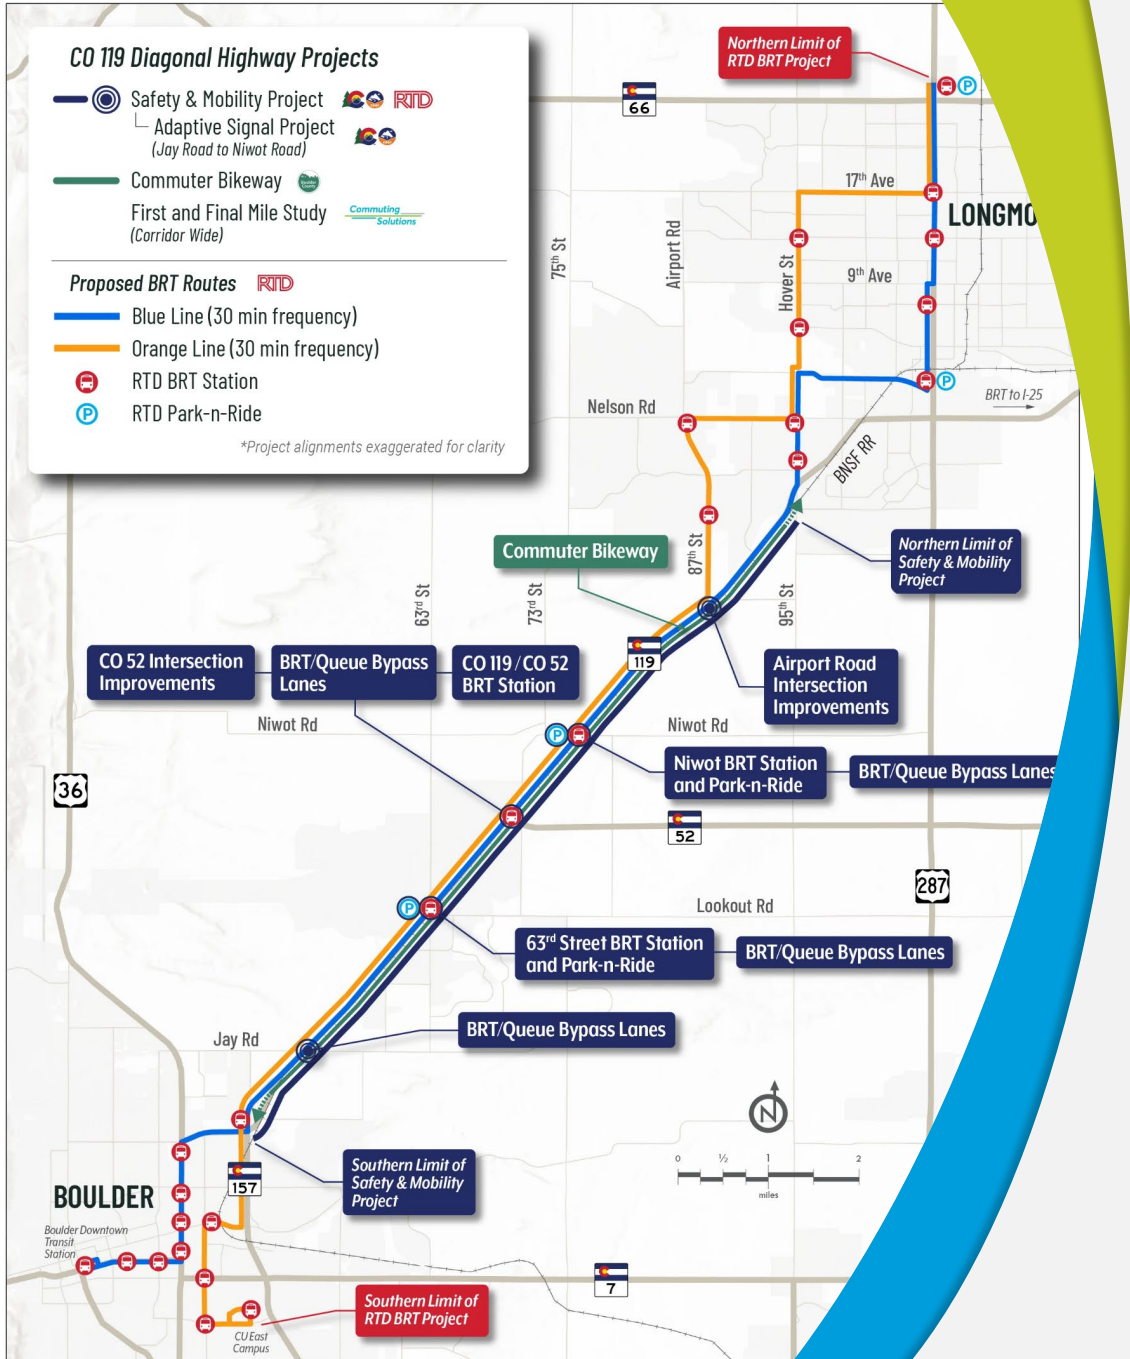 CO 119 Diagonal Highway Projects
Safety & Mobility Project
RTD
Adaptive Signal Project
(Jay Road to Niwot Road)
Commuter Bikeway
Boulder County
First and Final Mile Study
(Corridor Wide)
Commuting
Solutions
Proposed BRT Routes
RTD
Blue Line (30 min frequency)
Orange Line (30 min frequency)
RTD BRT Station
P
RTD Park-n-Ride
*Project alignments exaggerated for clarity
Northern Limit of
RTD BRT Project
P
66
17th Ave
LONGMO
75th St
Airport Rd
Hover St
9th Ave
P
BRT to I-25
Nelson Rd
BNSF RR
Commuter Bikeway
87th St
Northern Limit of
Safety & Mobility
Project
63rd St
73rd St
95th St
119
CO 52 Intersection
Improvements
BRT/Queue Bypass
Lanes
CO 119 / CO 52
BRT Station
Airport Road
Intersection
Improvements
Niwot Rd
P
Niwot Rd
Niwot BRT Station
and Park-n-Ride
BRT/Queue Bypass Lanes
36
52
287
P
Lookout Rd
63rd Street BRT Station
and Park-n-Ride
BRT/Queue Bypass Lanes
BRT/Queue Bypass Lanes
Jay Rd
N
0
½
1
2
miles
Southern Limit of
Safety & Mobility
Project
157
BOULDER
Boulder Downtown
Transit
Station
7
Southern Limit of
RTD BRT Project
CU East
Campus